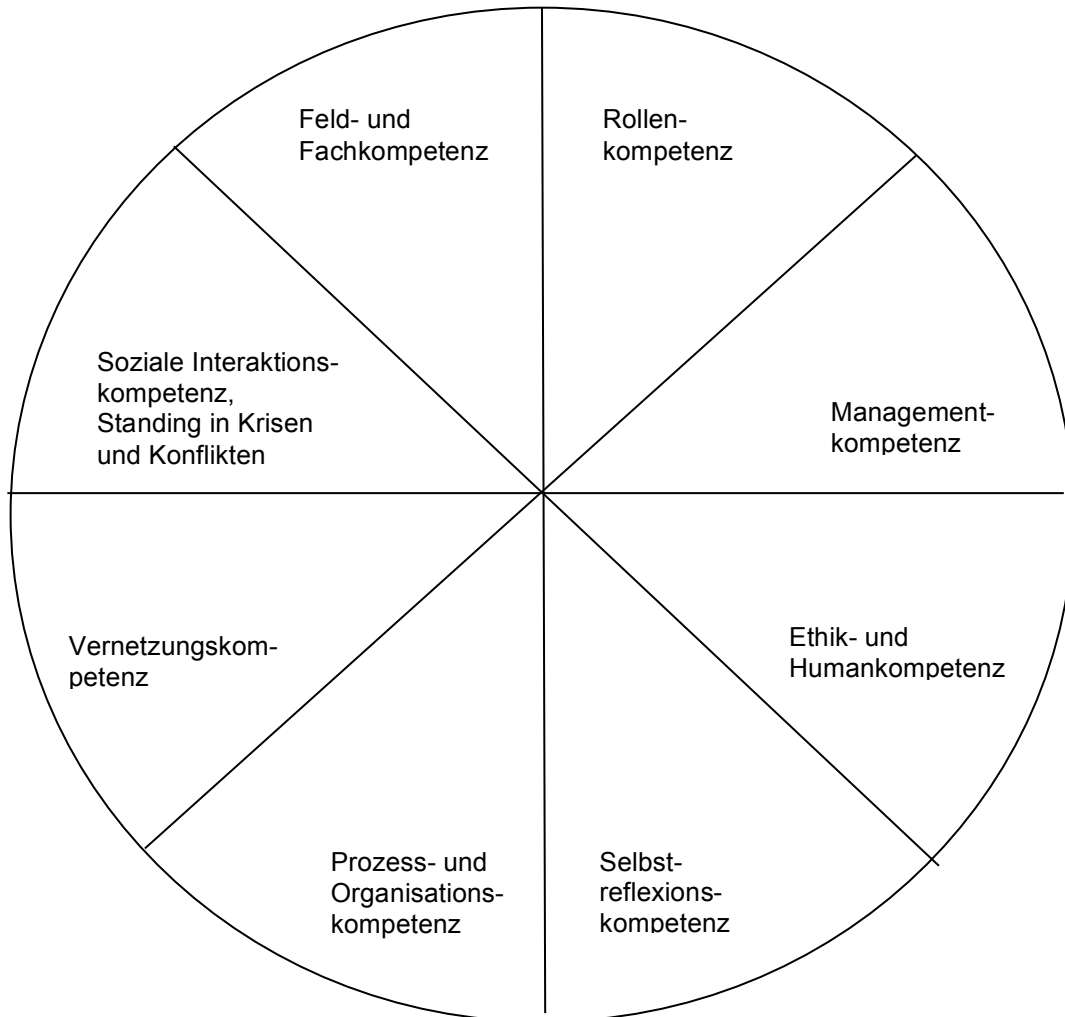 Feld- und
Fachkompetenz
Rollen-
kompetenz
Soziale Interaktions-
kompetenz,
Standing in Krisen
und Konflikten
Management-
kompetenz
Vernetzungskom-
petenz
Ethik- und
Humankompetenz
Prozess- und
Organisations-
kompetenz
Selbst-
reflexions-
kompetenz